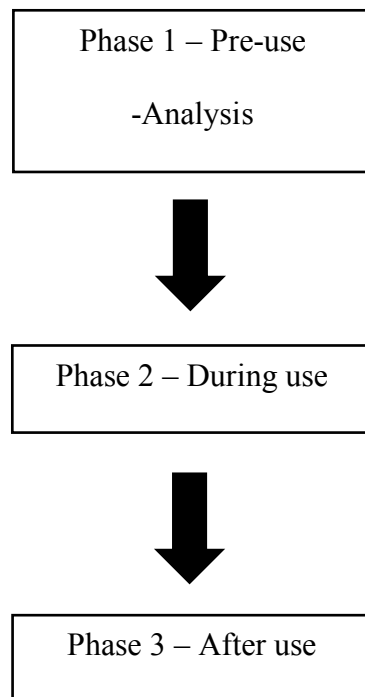 Phase 1 – Pre-use
-Analysis
Phase 2 – During use
Phase 3 – After use